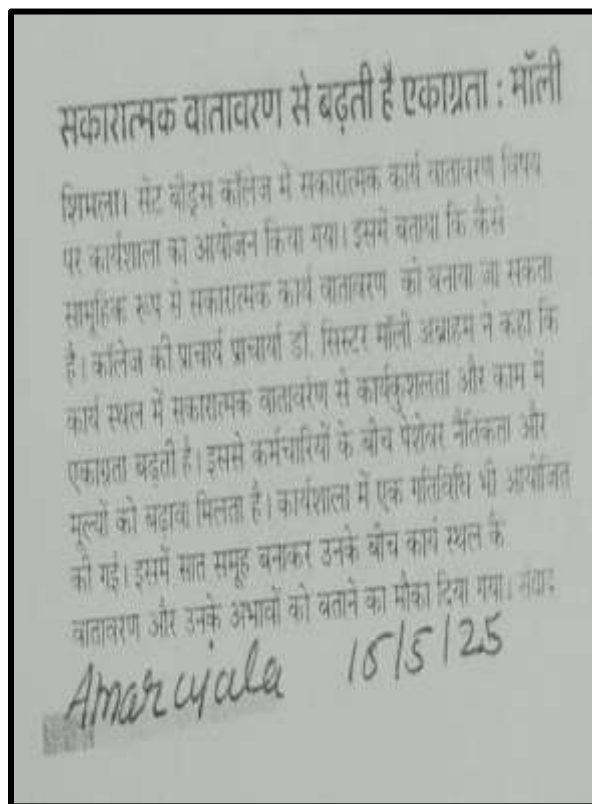 सकारात्मक वातावरण से बढ़ती है एकाग्रता : मॉली
शिमला। सेंट बीड्स कॉलेज में सकारात्मक कार्य वातावरण विषय
पर कार्यशाला का आयोजन किया गया। इसमें बताया कि कैसे
सामूहिक रूप से सकारात्मक कार्य वातावरण को बनाया जा सकता
है। कॉलेज की प्राचार्य प्राचार्या डॉ. सिस्टर मॉली अब्राहम ने कहा कि
कार्य स्थल में सकारात्मक वातावरण से कार्यकुशलता और काम में
एकाग्रता बढ़ती है। इससे कर्मचारियों के बीच पेशेवर नैतिकता और
मूल्यों को बढ़ावा मिलता है। कार्यशाला में एक गतिविधि भी आयोजित
की गई। इसमें सात समूह बनाकर उनके बीच कार्य स्थल के
वातावरण और उनके अभावों को बताने का मौका दिया गया। संवाद
Amar ujala 15/5/25